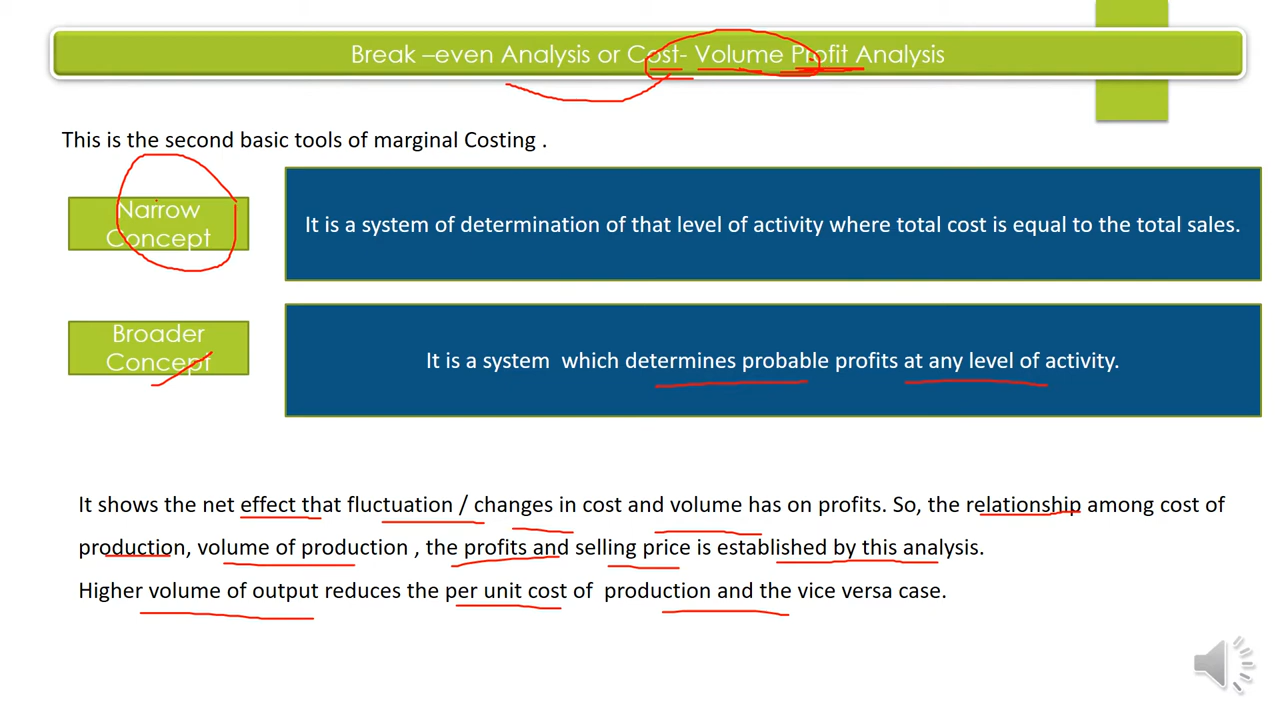 Break –even Analysis or Cost- Volume Profit Analysis
This is the second basic tools of marginal Costing .
Narrow
Concept
It is a system of determination of that level of activity where total cost is equal to the total sales.
Broader
Concept
It is a system  which determines probable profits at any level of activity.
It shows the net effect that fluctuation / changes in cost and volume has on profits. So, the relationship among cost of
production, volume of production , the profits and selling price is established by this analysis.
Higher volume of output reduces the per unit cost of  production and the vice versa case.